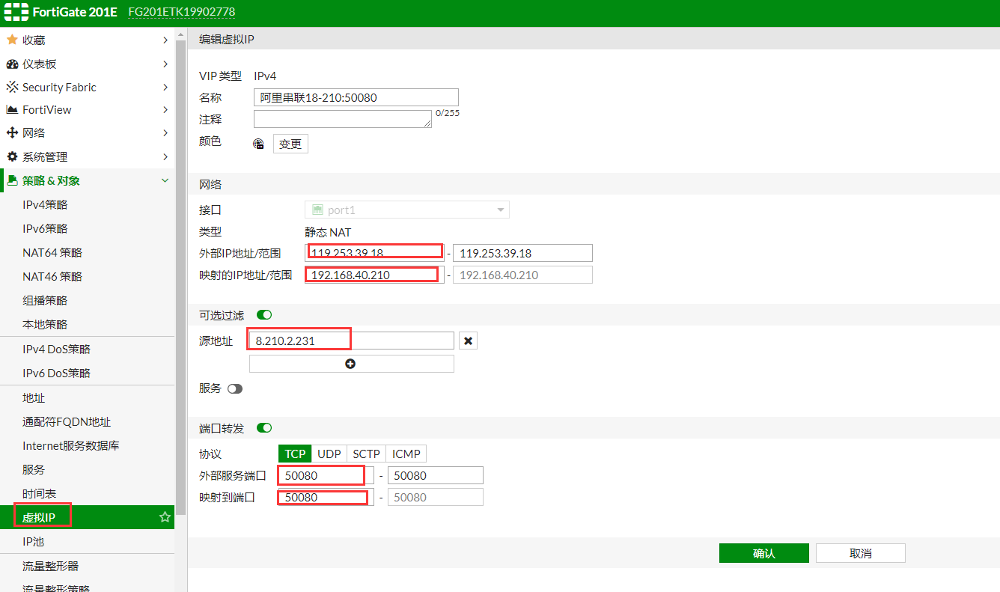 FortiGate 201E FG201ETK19902778
收藏
仪表板
Security Fabric
FortiView
网络
系统管理
策略 & 对象
IPv4策略
IPv6策略
NAT64 策略
NAT46 策略
组播策略
本地策略
IPv4 DoS策略
IPv6 DoS策略
地址
通配符FQDN地址
Internet服务数据库
服务
时间表
虚拟IP
IP池
流量整形器
流量整形策略
编辑虚拟IP
VIP 类型 IPv4
名称 阿里串联18-210:50080
注释 0/255
颜色 变更
网络
接口 port1
类型 静态 NAT
外部IP地址/范围 119.253.39.18 - 119.253.39.18
映射的IP地址/范围 192.168.40.210 - 192.168.40.210
可选过滤
源地址 8.210.2.231
服务
端口转发
协议 TCP UDP SCTP ICMP
外部服务端口 50080 - 50080
映射到端口 50080 - 50080
确认 取消